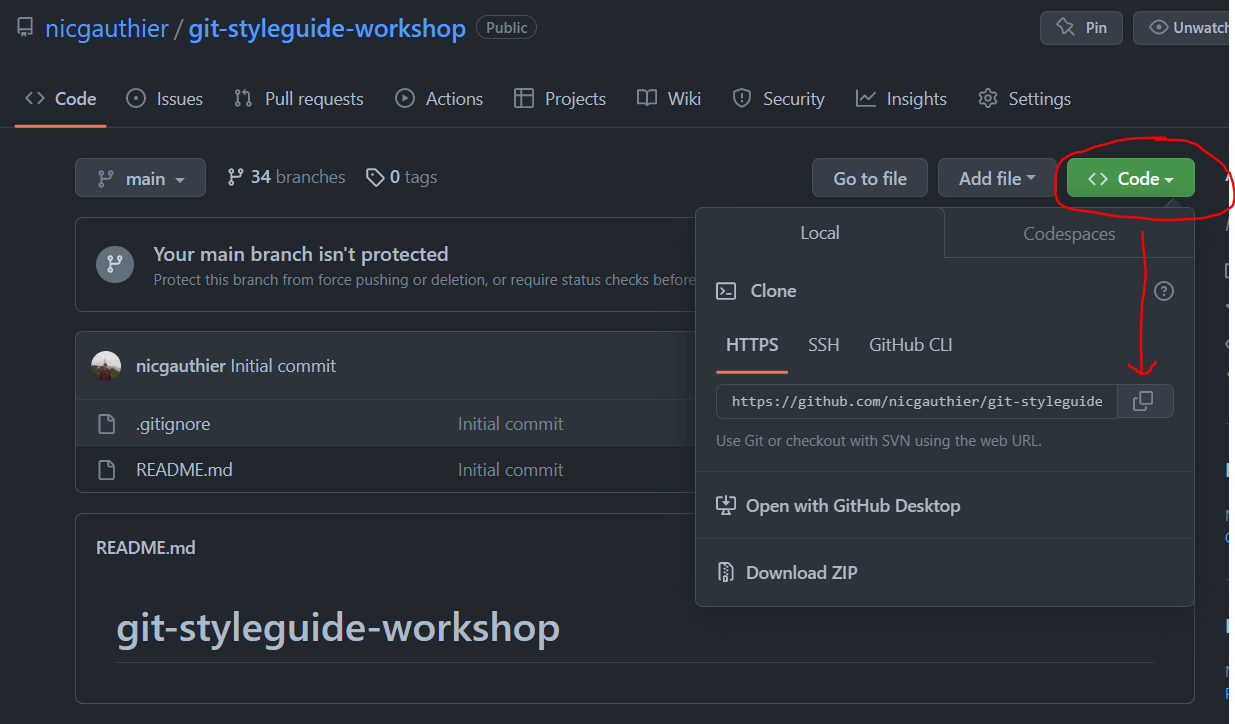 nicgauthier / git-styleguide-workshop Public
Pin
Code Issues Pull requests Actions Projects Wiki Security Insights Settings
main 34 branches 0 tags Go to file Add file Code
Your main branch isn't protected
Protect this branch from force pushing or deletion, or require status checks before
nicgauthier Initial commit
.gitignore Initial commit
README.md Initial commit
README.md
git-styleguide-workshop
Local Codespaces
Clone
HTTPS SSH GitHub CLI
https://github.com/nicgauthier/git-styleguide
Use Git or checkout with SVN using the web URL.
Open with GitHub Desktop
Download ZIP